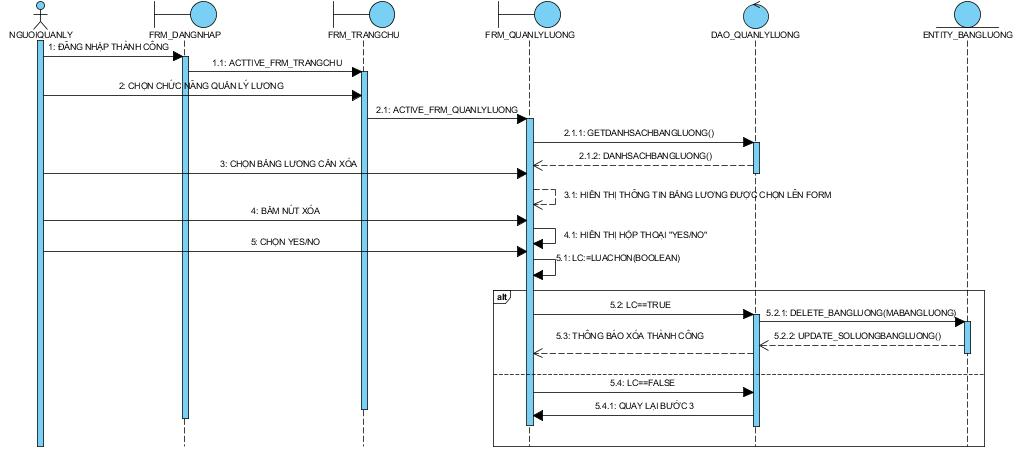 NGUOIQUANLY
FRM_DANGNHAP
FRM_TRANGCHU
FRM_QUANLYLUONG
DAO_QUANLYLUONG
ENTITY_BANGLUONG
1: ĐĂNG NHẬP THÀNH CÔNG
1.1: ACTTIVE_FRM_TRANGCHU
2: CHỌN CHỨC NĂNG QUẢN LÝ LƯƠNG
2.1: ACTIVE_FRM_QUANLYLUONG
2.1.1: GETDANHSACHBANGLUONG()
2.1.2: DANHSACHBANGLUONG()
3: CHỌN BẢNG LƯƠNG CẦN XÓA
3.1: HIỂN THỊ THÔNG TIN BẢNG LƯƠNG ĐƯỢC CHỌN LÊN FORM
4: BẤM NÚT XÓA
4.1: HIỂN THỊ HỘP THOẠI "YES/NO"
5: CHỌN YES/NO
5.1: LC:=LUACHON(BOOLEAN)
alt
5.2: LC==TRUE
5.2.1: DELETE_BANGLUONG(MABANGLUONG)
5.3: THÔNG BÁO XÓA THÀNH CÔNG
5.2.2: UPDATE_SOLUONGBANGLUONG()
5.4: LC==FALSE
5.4.1: QUAY LẠI BƯỚC 3